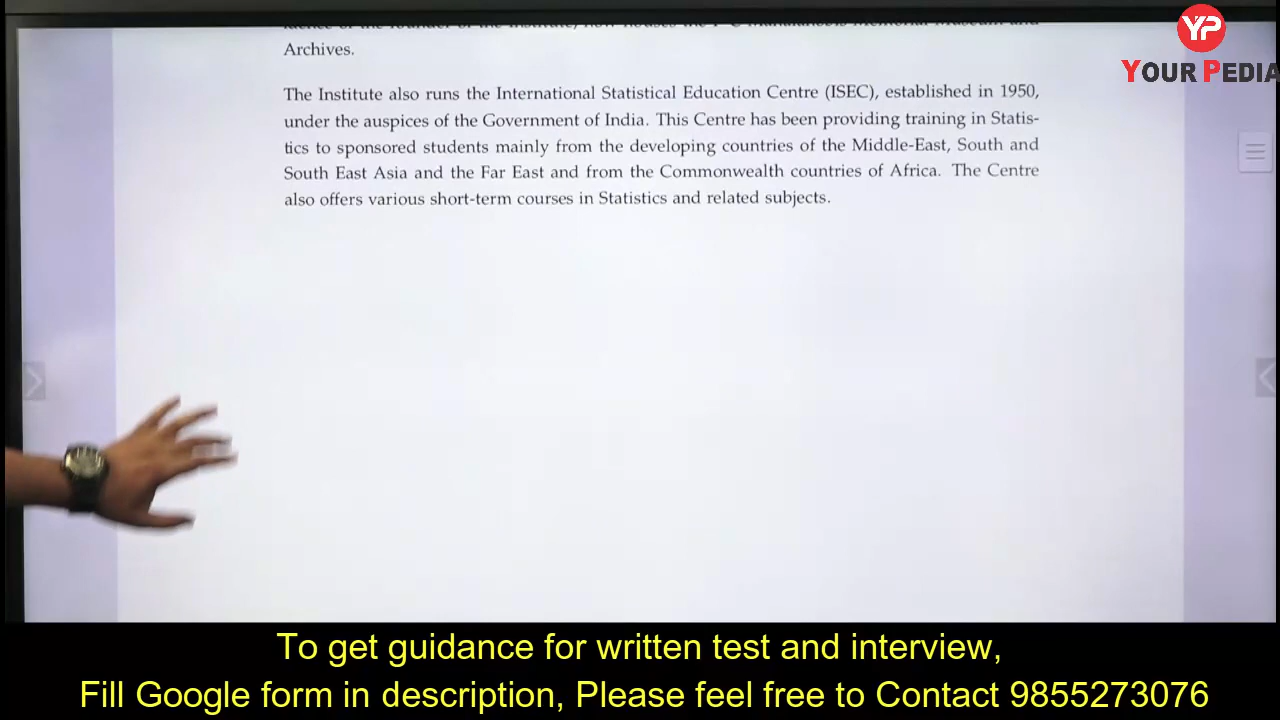 Archives.
The Institute also runs the International Statistical Education Centre (ISEC), established in 1950,
under the auspices of the Government of India. This Centre has been providing training in Statis-
tics to sponsored students mainly from the developing countries of the Middle-East, South and
South East Asia and the Far East and from the Commonwealth countries of Africa. The Centre
also offers various short-term courses in Statistics and related subjects.
YP
YOUR PEDIA
To get guidance for written test and interview,
Fill Google form in description, Please feel free to Contact 9855273076